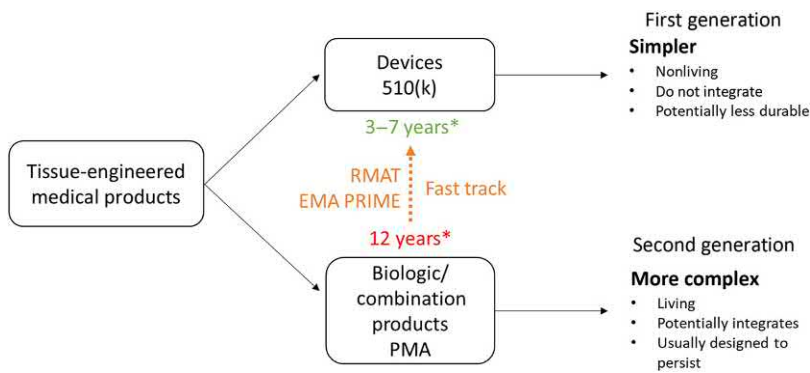 First generation
Simpler
• Nonliving
• Do not integrate
• Potentially less durable
Devices
510(k)
3–7 years*
Tissue-engineered
medical products
RMAT
EMA PRIME
Fast track
12 years*
Biologic/
combination
products
PMA
Second generation
More complex
• Living
• Potentially integrates
• Usually designed to
persist